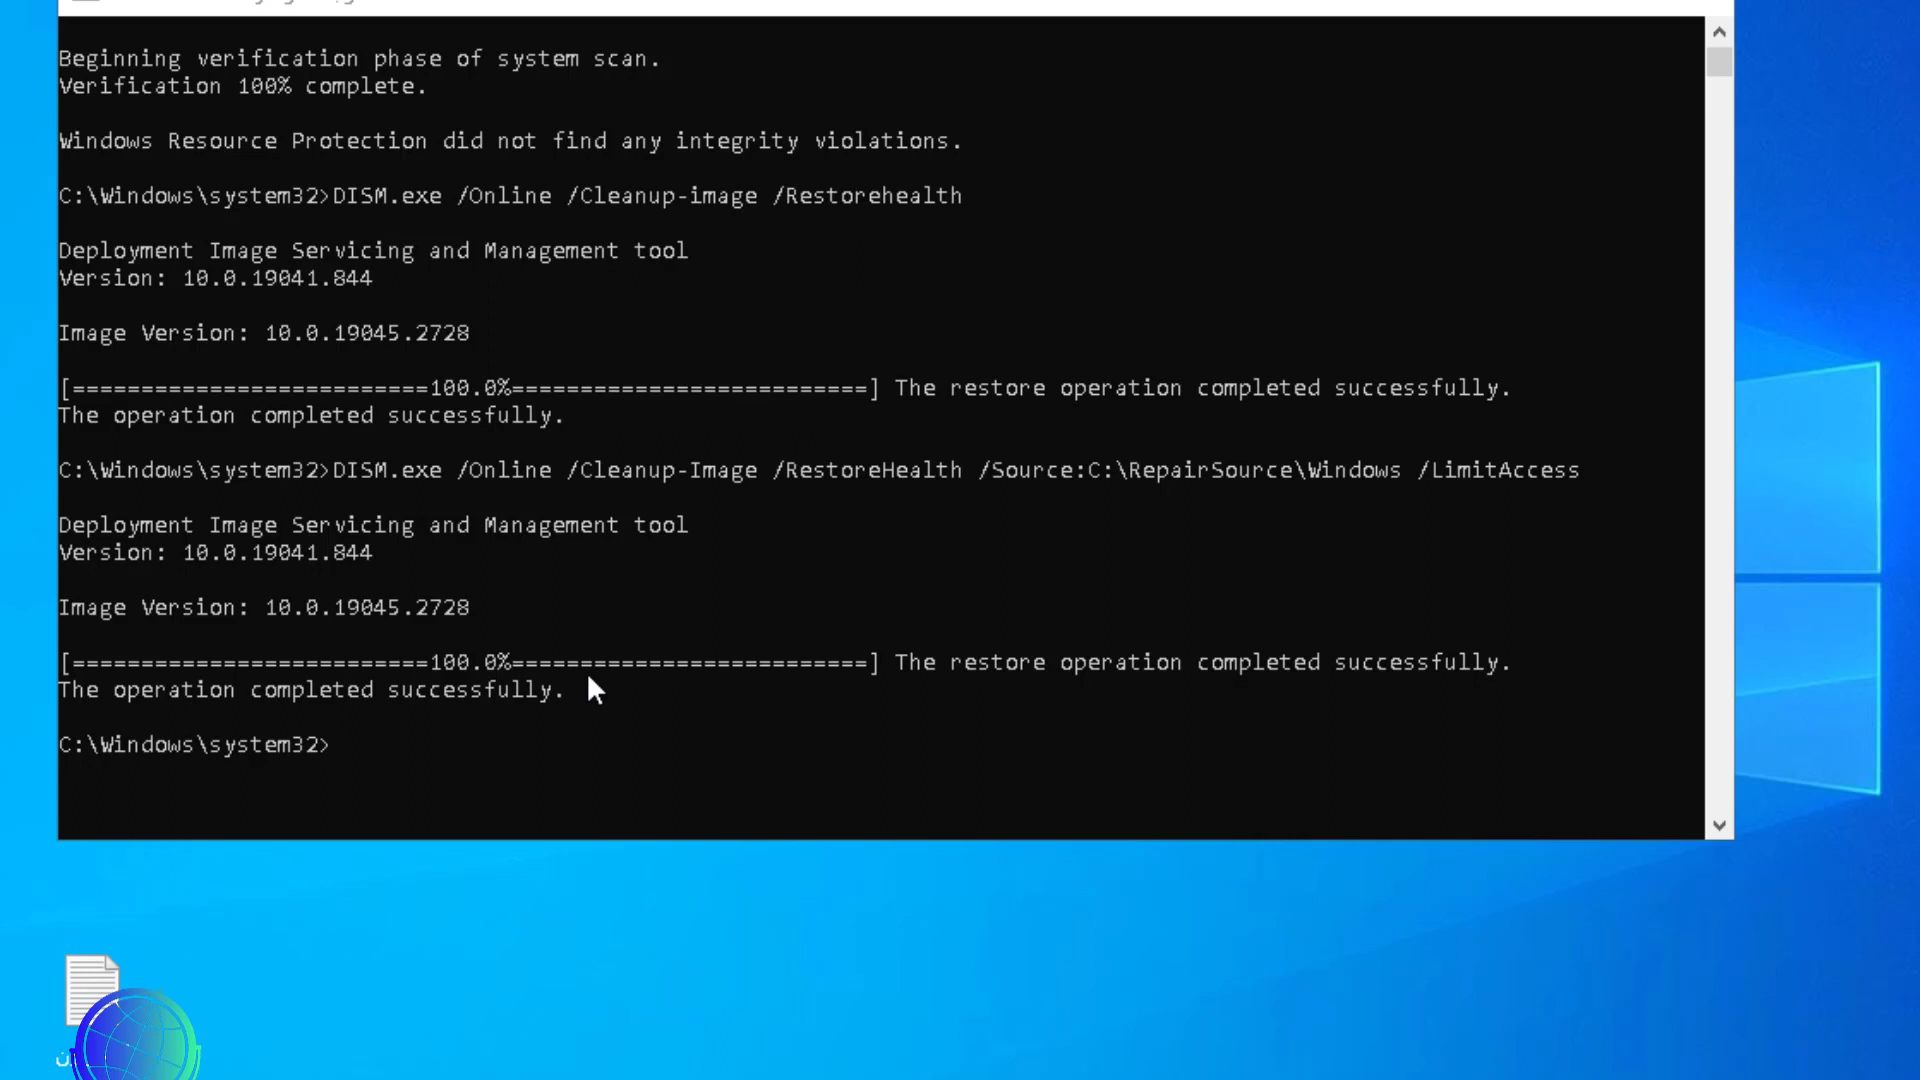 Beginning verification phase of system scan.
Verification 100% complete.
Windows Resource Protection did not find any integrity violations.
C:\Windows\system32>DISM.exe /Online /Cleanup-image /Restorehealth
Deployment Image Servicing and Management tool
Version: 10.0.19041.844
Image Version: 10.0.19045.2728
[==========================100.0%==========================] The restore operation completed successfully.
The operation completed successfully.
C:\Windows\system32>DISM.exe /Online /Cleanup-Image /RestoreHealth /Source:C:\RepairSource\Windows /LimitAccess
Deployment Image Servicing and Management tool
Version: 10.0.19041.844
Image Version: 10.0.19045.2728
[==========================100.0%==========================] The restore operation completed successfully.
The operation completed successfully.
C:\Windows\system32>